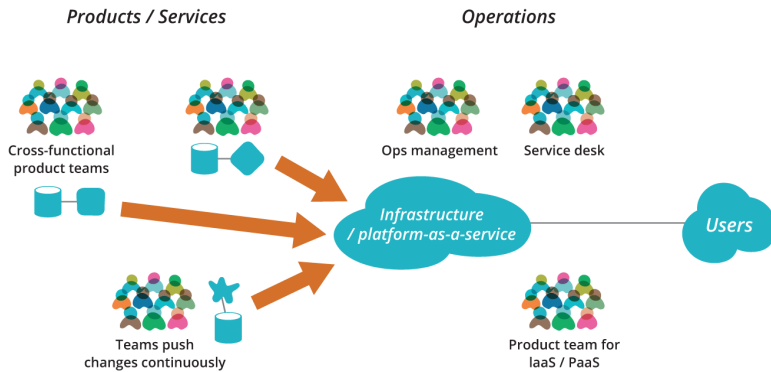 Products / Services
Operations
Cross-functional
product teams
Ops management
Service desk
Infrastructure
/ platform-as-a-service
Users
Teams push
changes continuously
Product team for
IaaS / PaaS